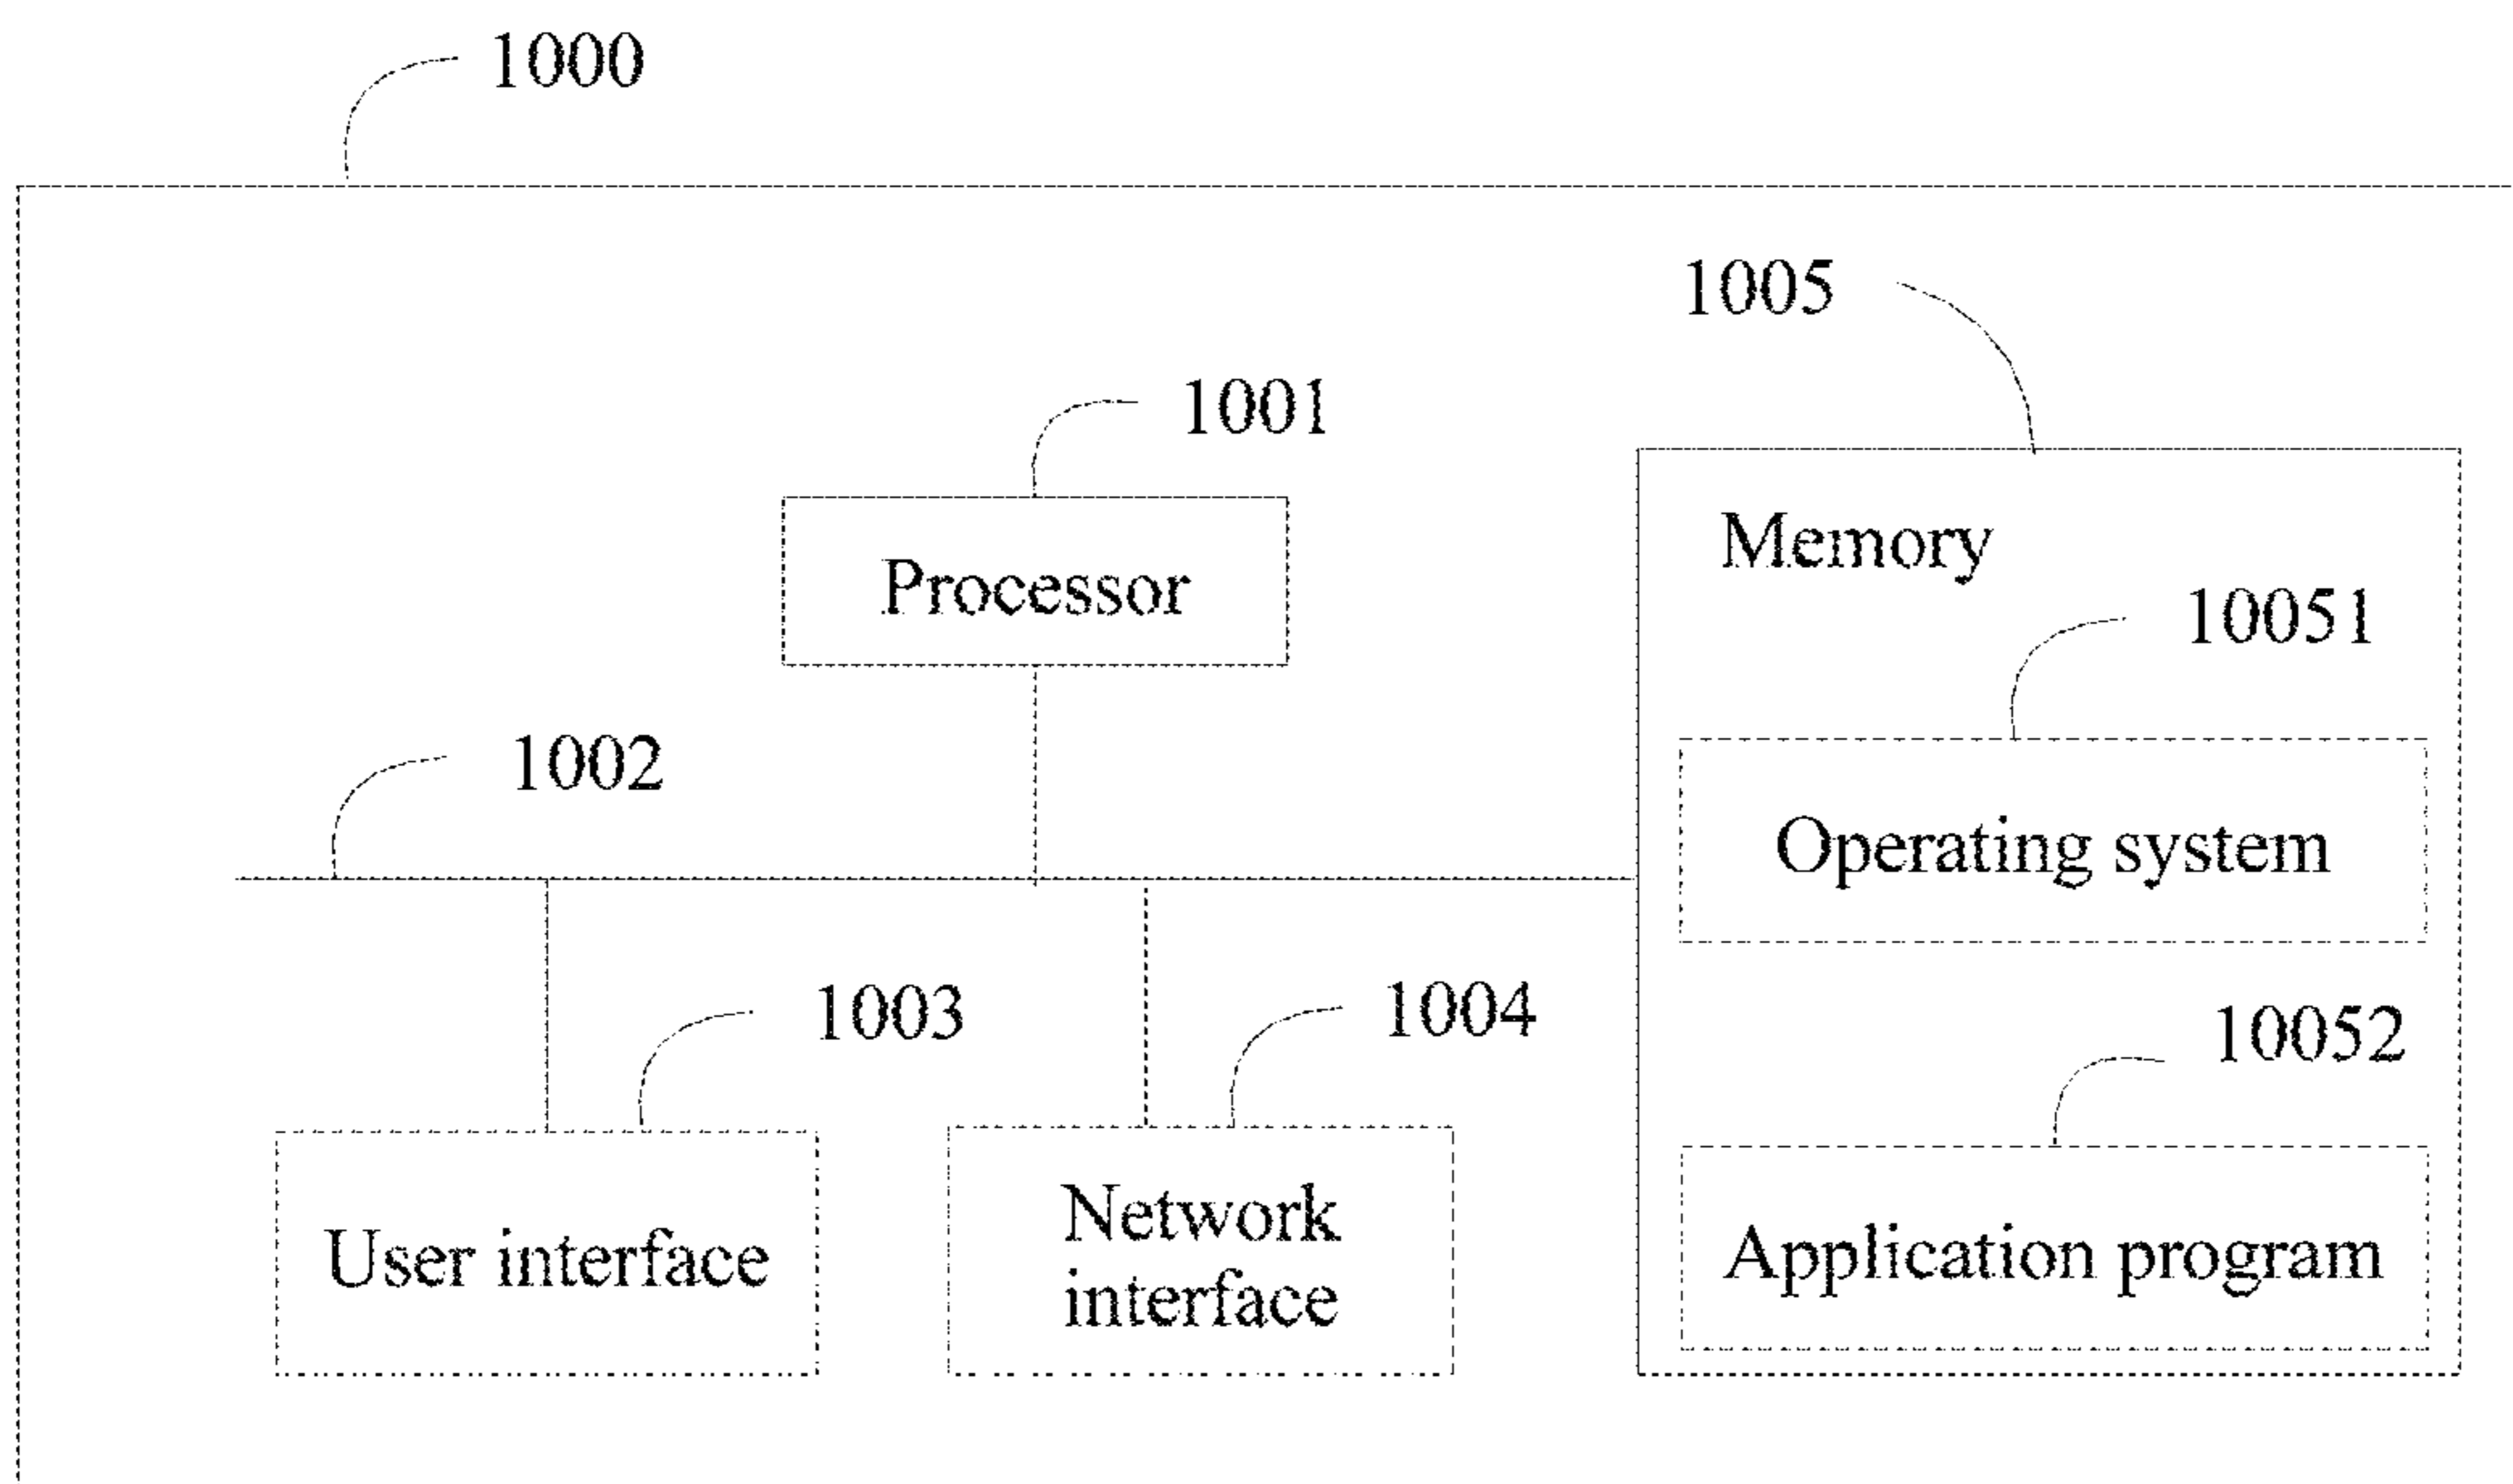 1000
1005
1001
Memory
Processor
10051
1002
Operating system
1003
1004
10052
User interface
Network
interface
Application program